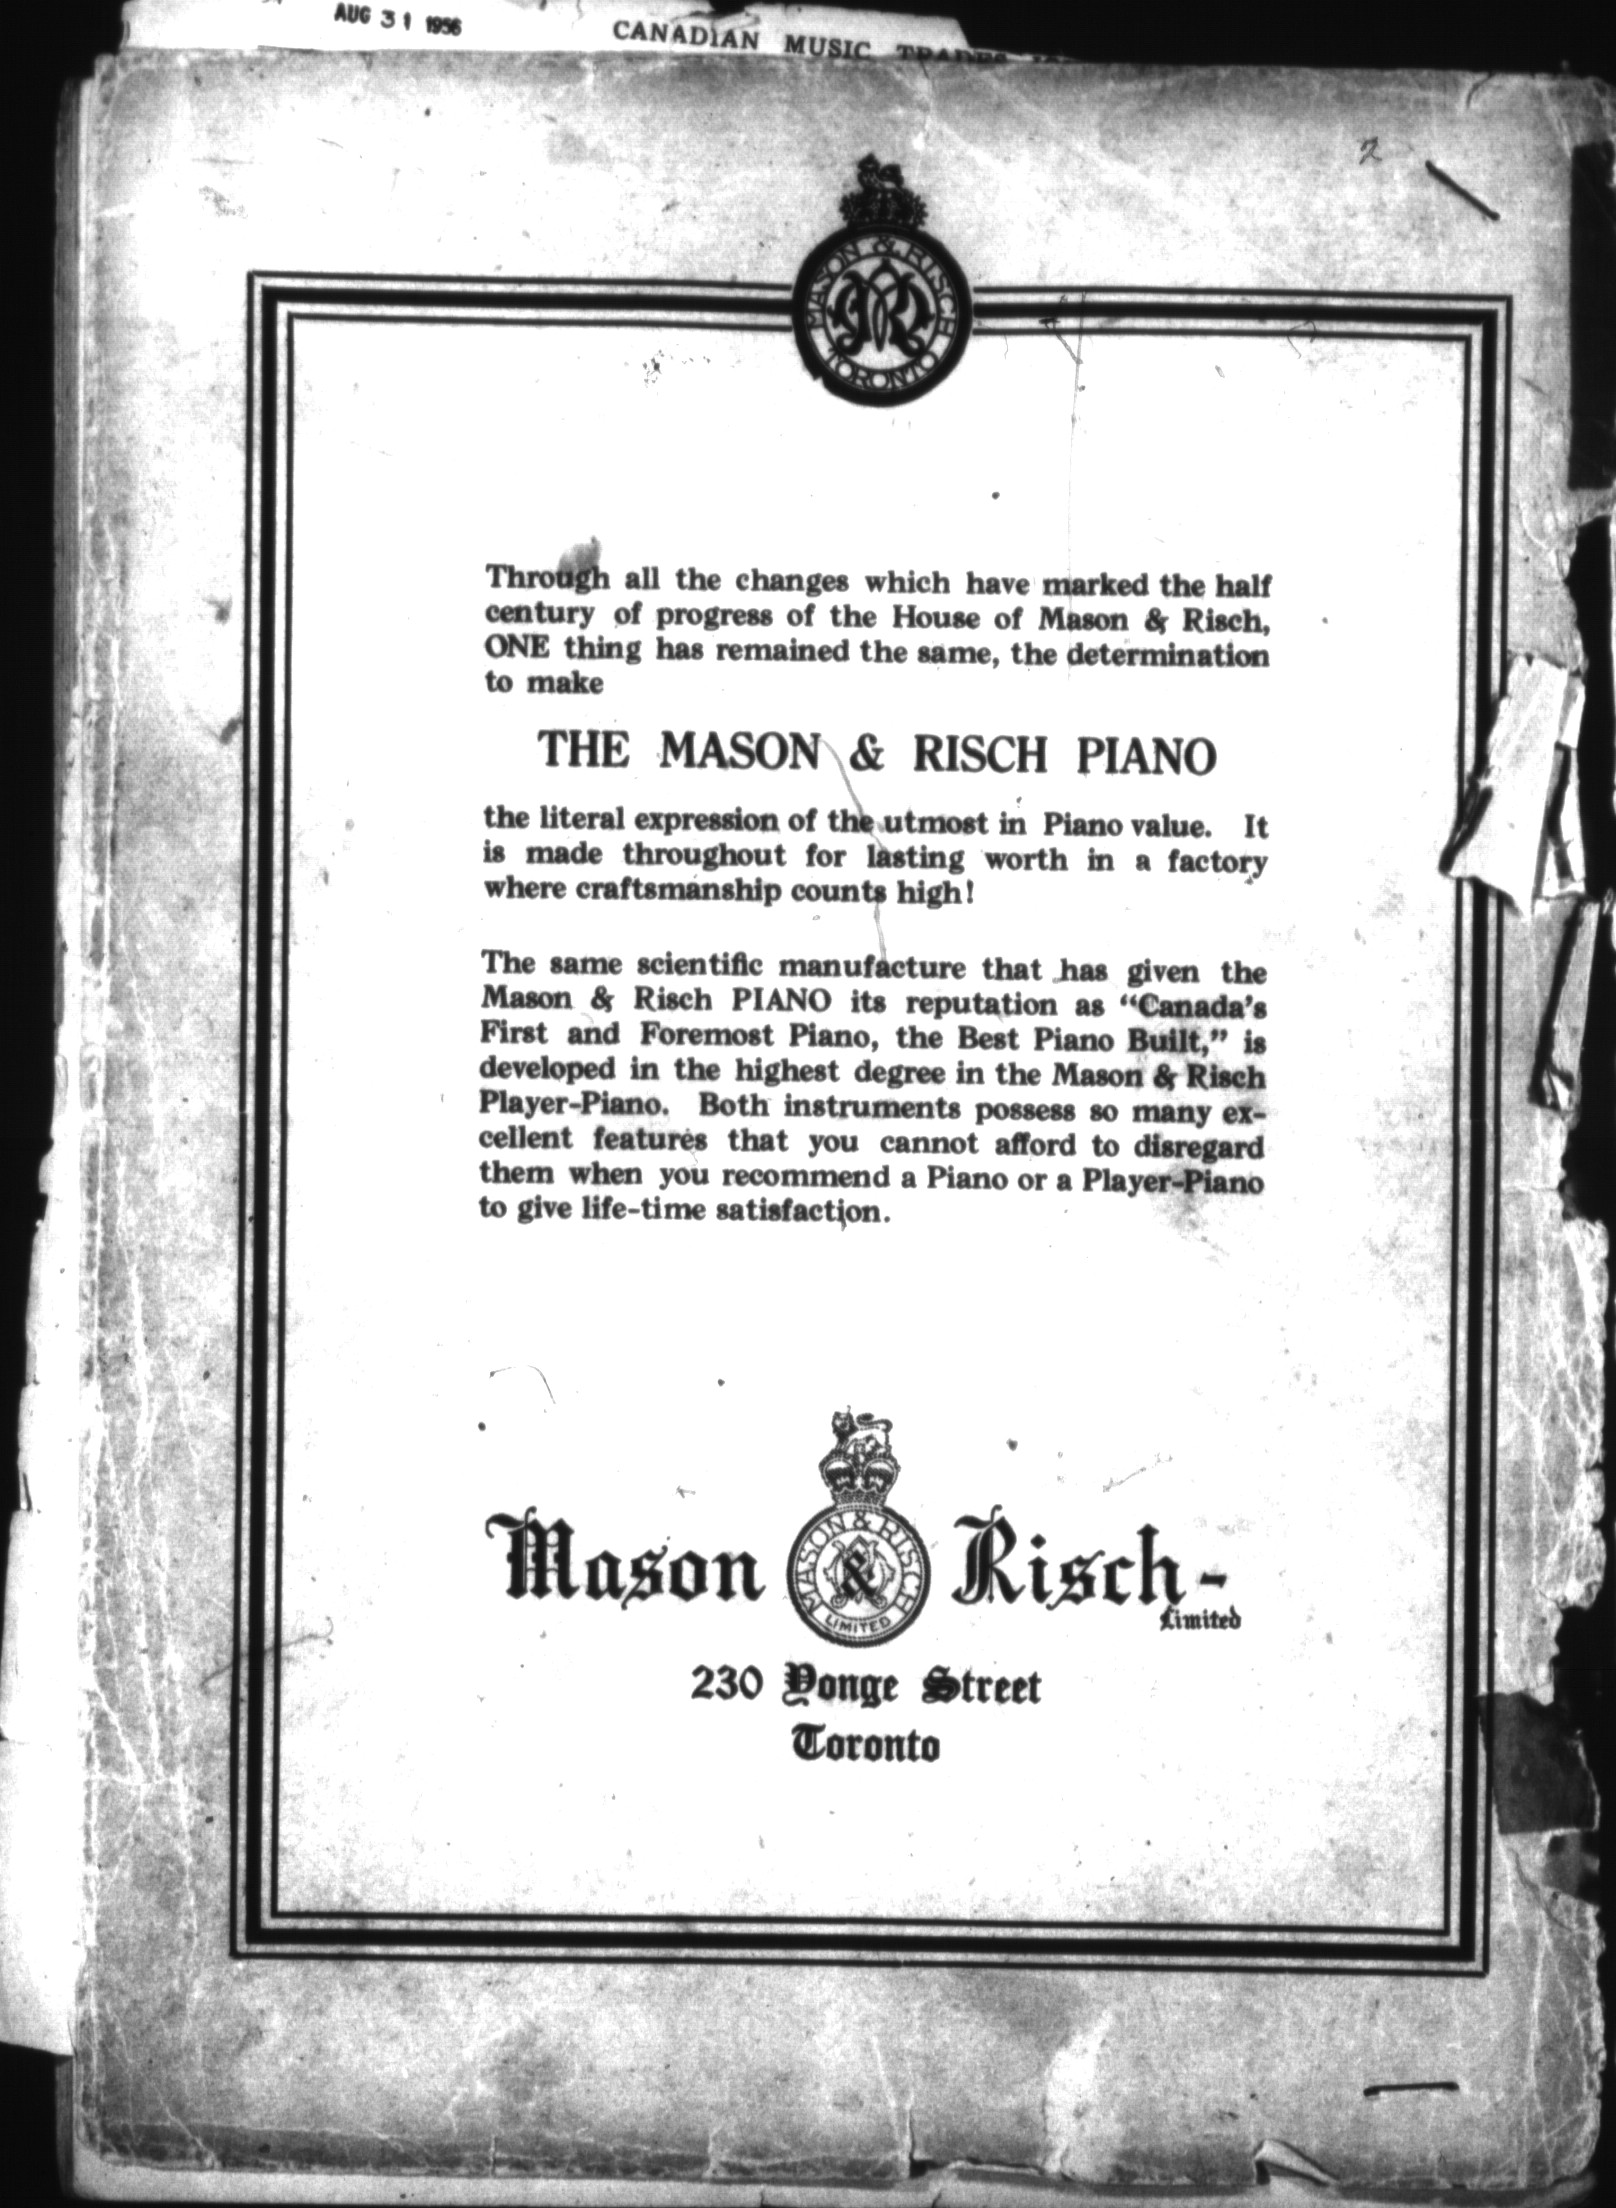 AUG 31 1956
CANADIAN MUSIC TRADES
2
MASON & RISCH
TORONTO
Through all the changes which have marked the half
century of progress of the House of Mason & Risch,
ONE thing has remained the same, the determination
to make
THE MASON & RISCH PIANO
the literal expression of the utmost in Piano value. It
is made throughout for lasting worth in a factory
where craftsmanship counts high!
The same scientific manufacture that has given the
Mason & Risch PIANO its reputation as “Canada's
First and Foremost Piano, the Best Piano Built,” is
developed in the highest degree in the Mason & Risch
Player-Piano. Both instruments possess so many ex-
cellent features that you cannot afford to disregard
them when you recommend a Piano or a Player-Piano
to give life-time satisfaction.
MASON & RISCH
LIMITED
Mason & Risch-
Limited
230 Yonge Street
Toronto